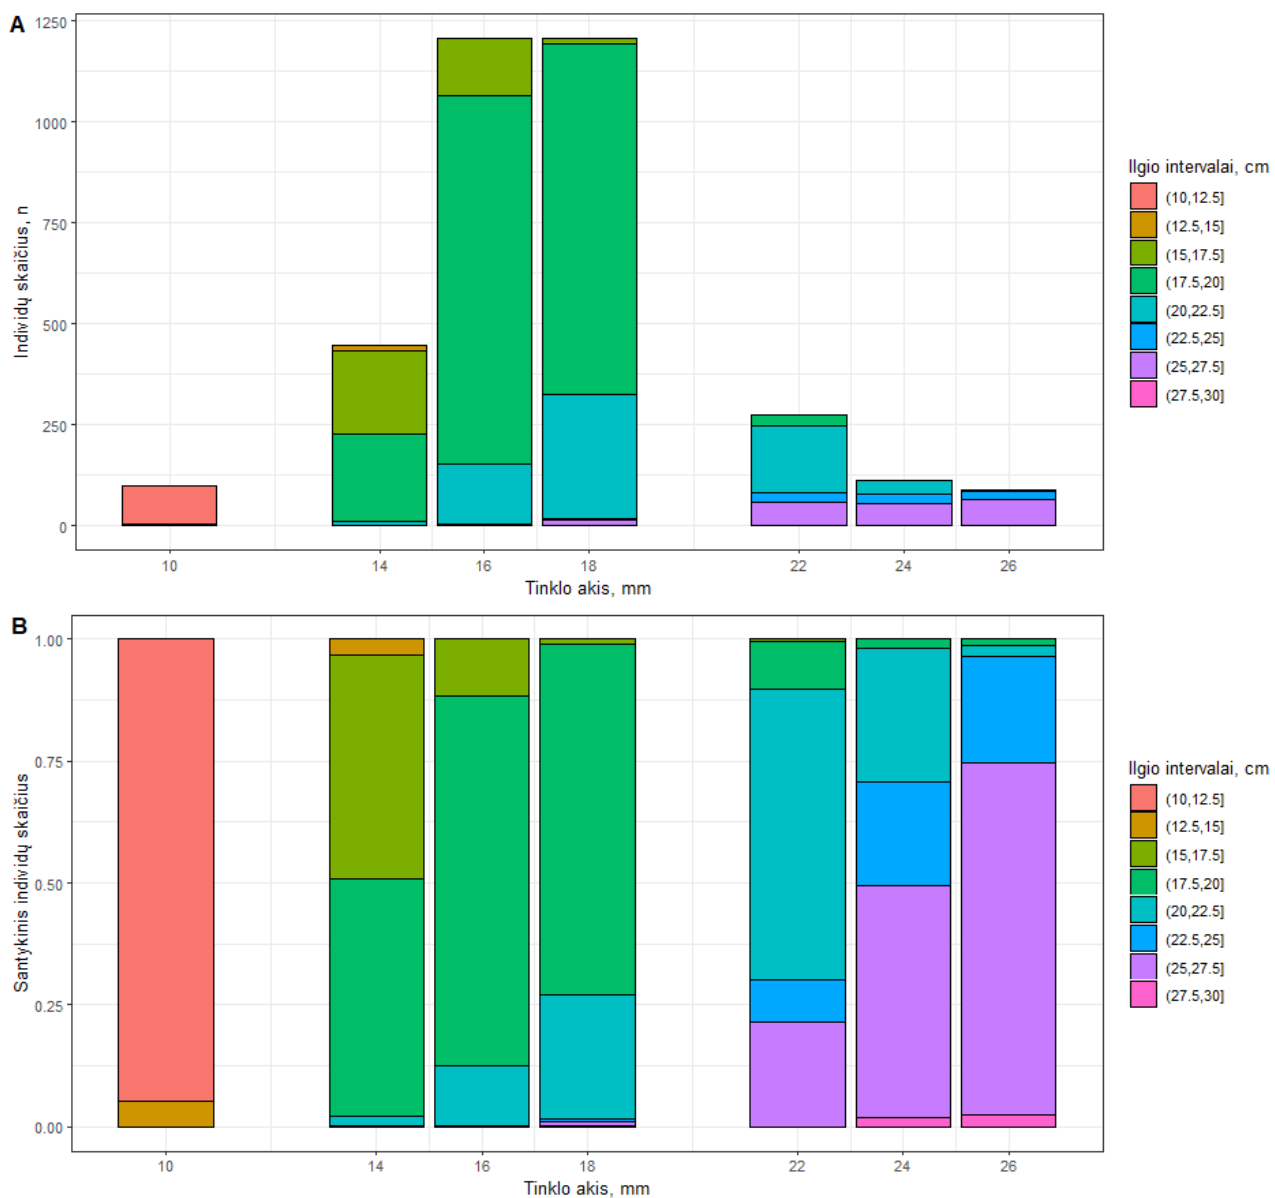 A
1250
1000
750
500
250
0
Individų skaičius, n
10 14 16 18 22 24 26
Tinklo akis, mm
Ilgio intervalai, cm
(10,12.5]
(12.5,15]
(15,17.5]
(17.5,20]
(20,22.5]
(22.5,25]
(25,27.5]
(27.5,30]
B
1.00
0.75
0.50
0.25
0.00
Santykinis individų skaičius
10 14 16 18 22 24 26
Tinklo akis, mm
Ilgio intervalai, cm
(10,12.5]
(12.5,15]
(15,17.5]
(17.5,20]
(20,22.5]
(22.5,25]
(25,27.5]
(27.5,30]